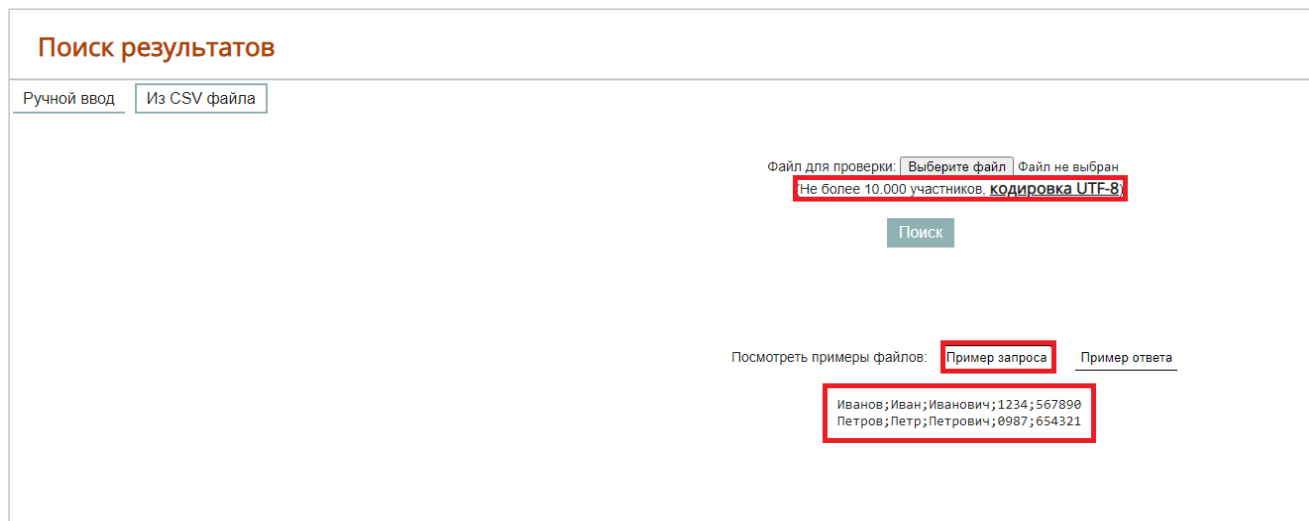 Поиск результатов
Ручной ввод Из CSV файла
Файл для проверки: Выберите файл Файл не выбран
(Не более 10.000 участников, кодировка UTF-8)
Поиск
Посмотреть примеры файлов: Пример запроса Пример ответа
Иванов;Иван;Иванович;1234;567890
Петров;Петр;Петрович;0987;654321